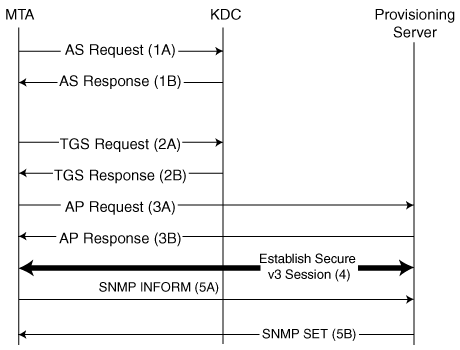 MTA
KDC
Provisioning
Server
AS Request (1A)
AS Response (1B)
TGS Request (2A)
TGS Response (2B)
AP Request (3A)
AP Response (3B)
Establish Secure
v3 Session (4)
SNMP INFORM (5A)
SNMP SET (5B)